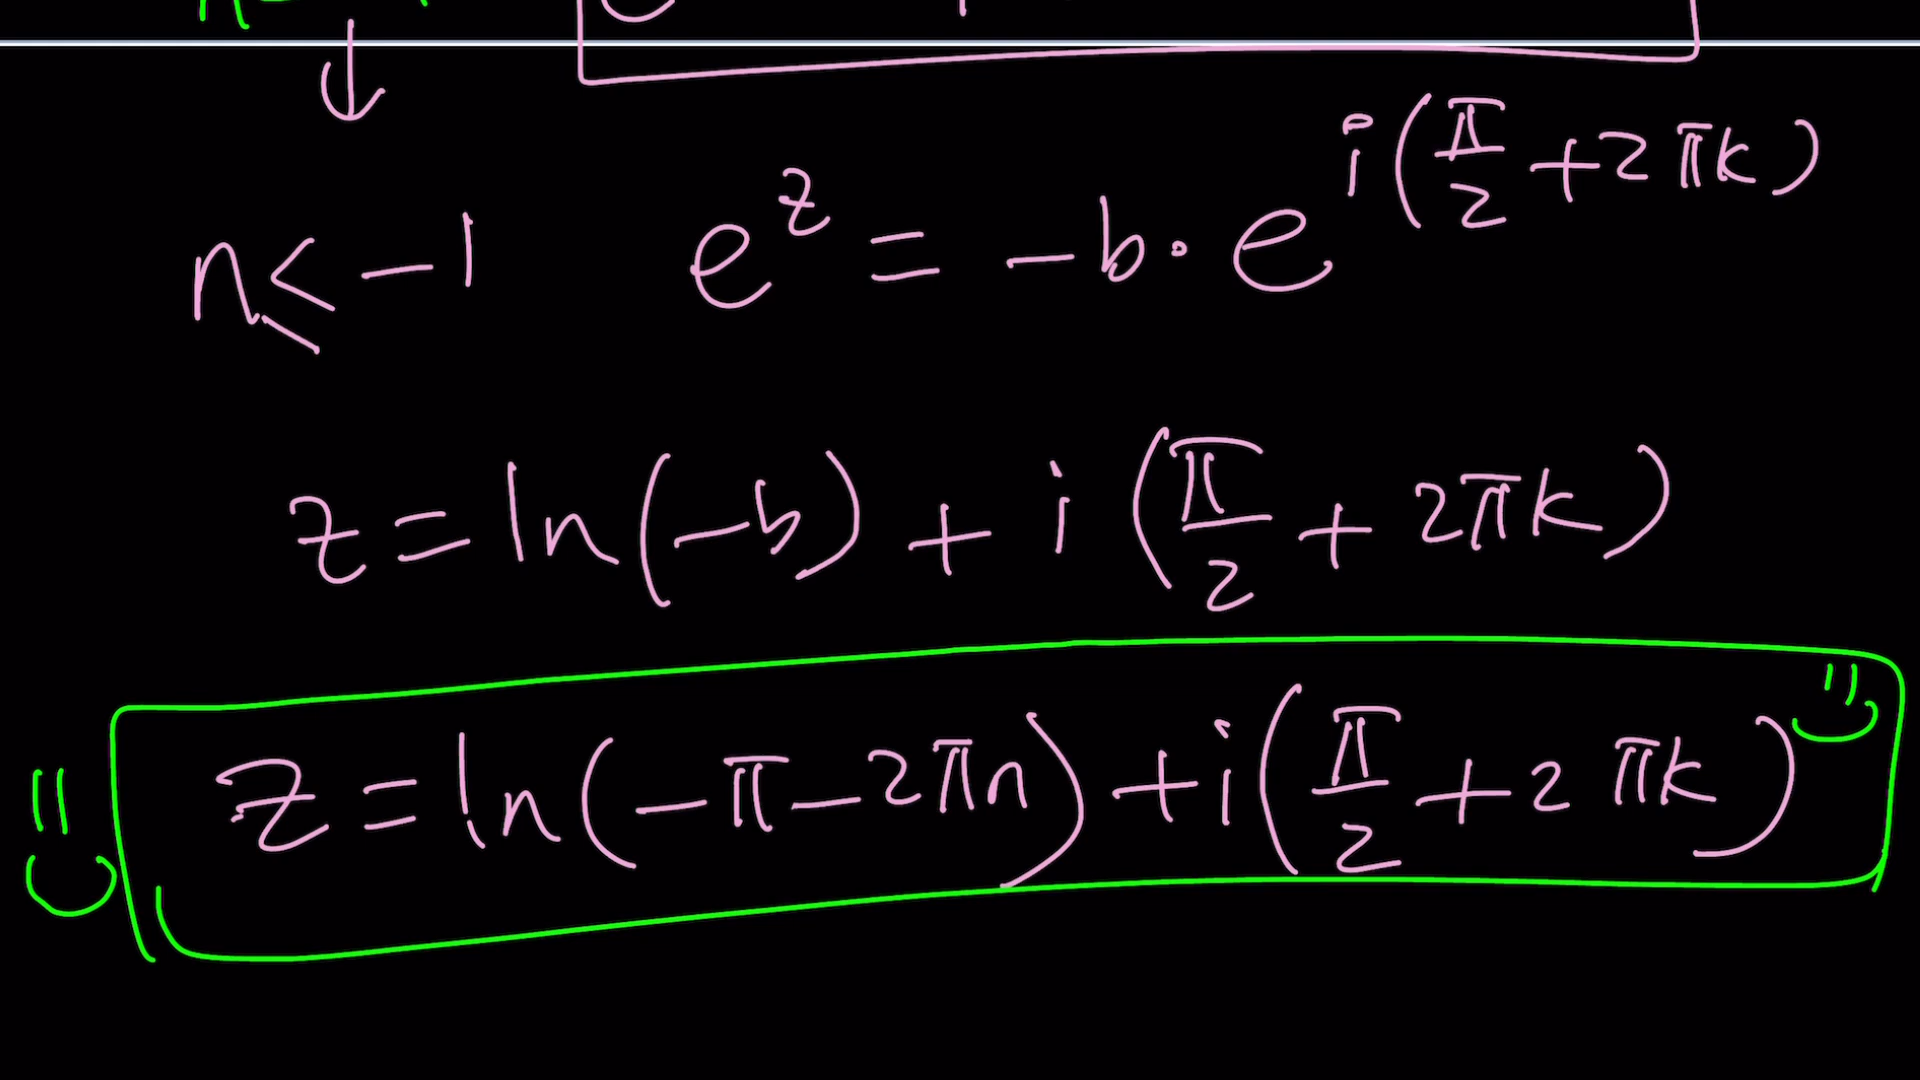 n ≤ -1 e^z = -b · e^{i(π/2 + 2πk)}
z = ln(-b) + i(π/2 + 2πk)
z = ln(-π - 2πn) + i(π/2 + 2πk)